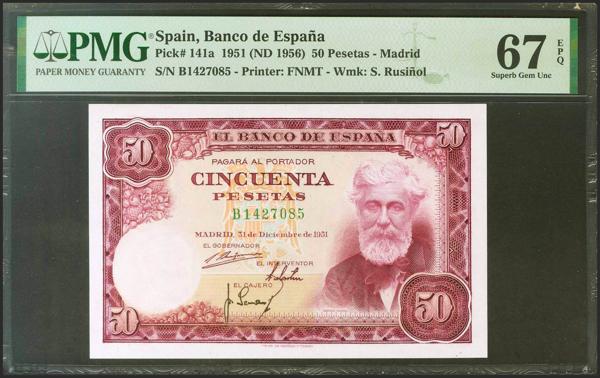 PMG
PAPER MONEY GUARANTY
Spain, Banco de España
Pick# 141a 1951 (ND 1956) 50 Pesetas - Madrid
S/N B1427085 - Printer: FNMT - Wmk: S. Rusiñol
67 EPQ
Superb Gem Unc
50
EL BANCO DE ESPAÑA
50
PAGARÁ AL PORTADOR
CINCUENTA
PESETAS
B1427085
MADRID, 31 de Diciembre de 1951
EL GOBERNADOR
EL INTERVENTOR
EL CAJERO
50
50